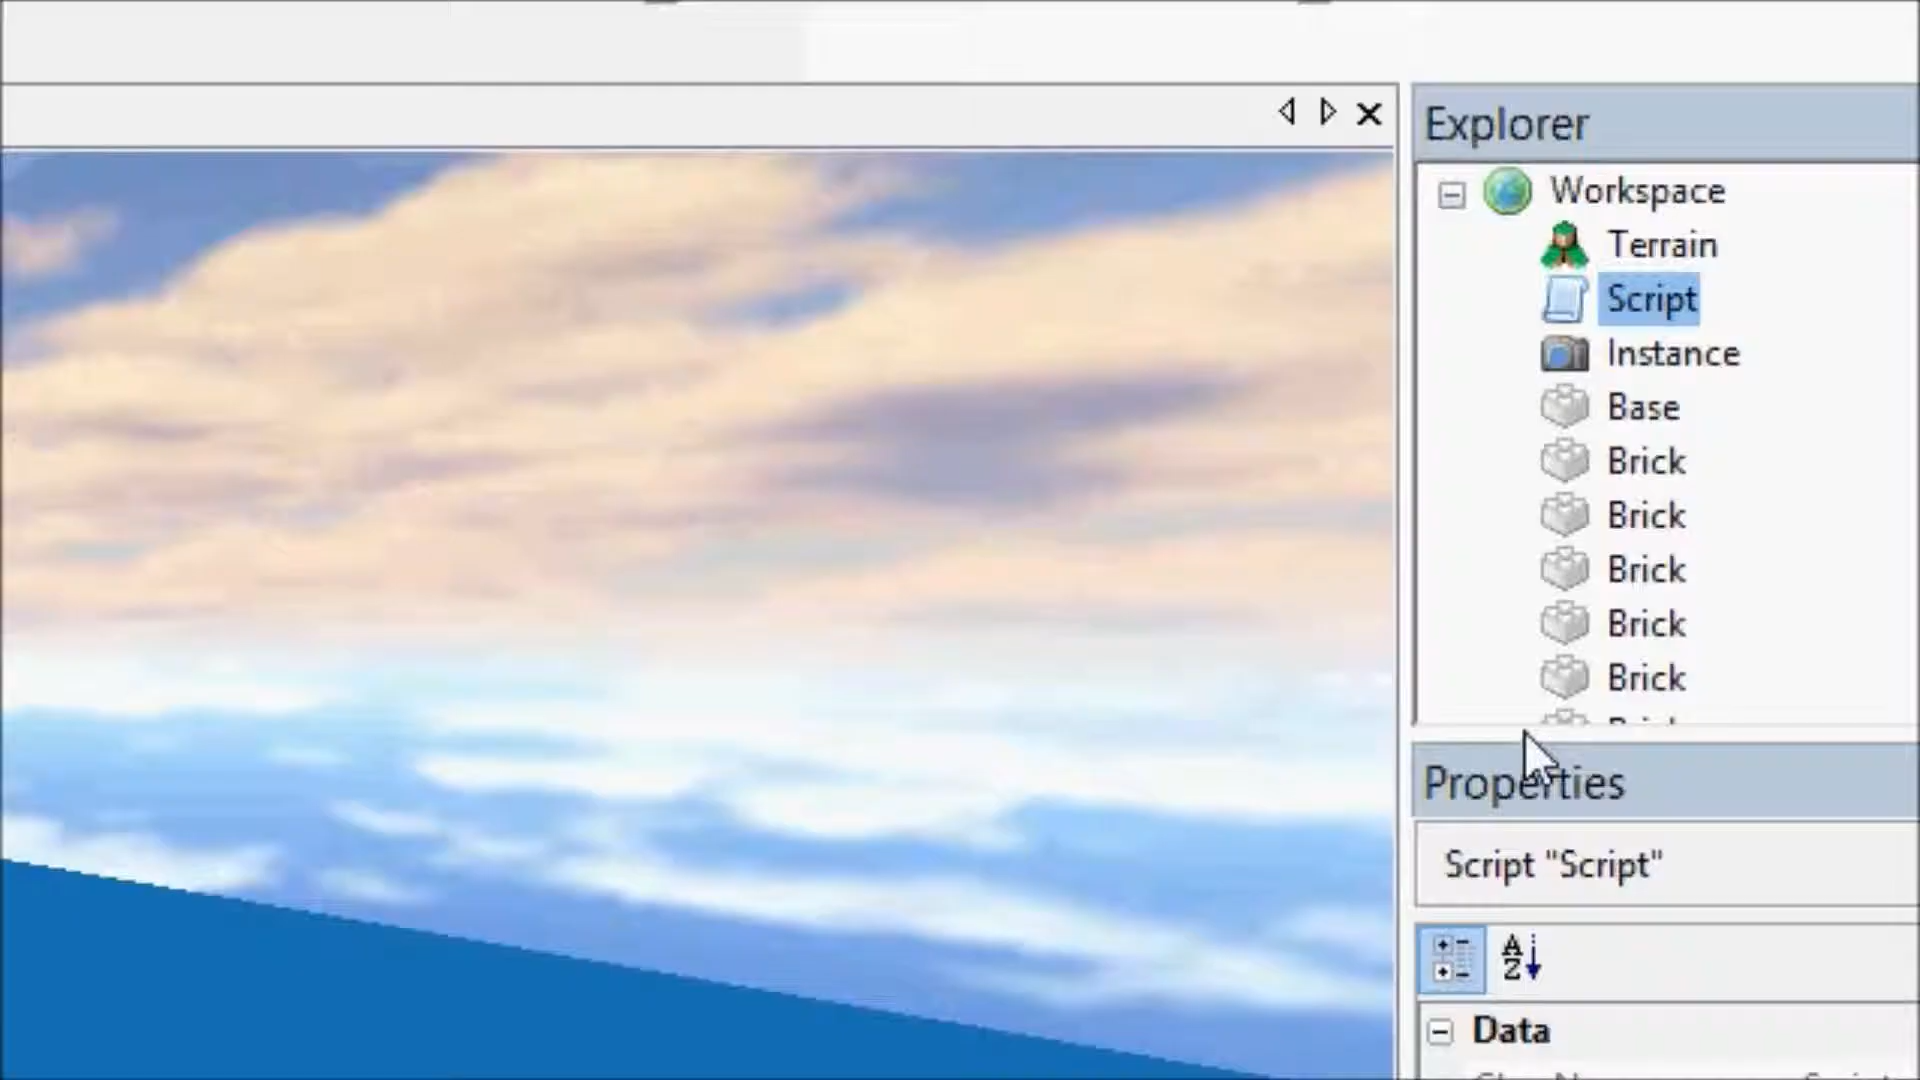 Explorer
Workspace
Terrain
Script
Instance
Base
Brick
Brick
Brick
Brick
Brick
Properties
Script "Script"
Data